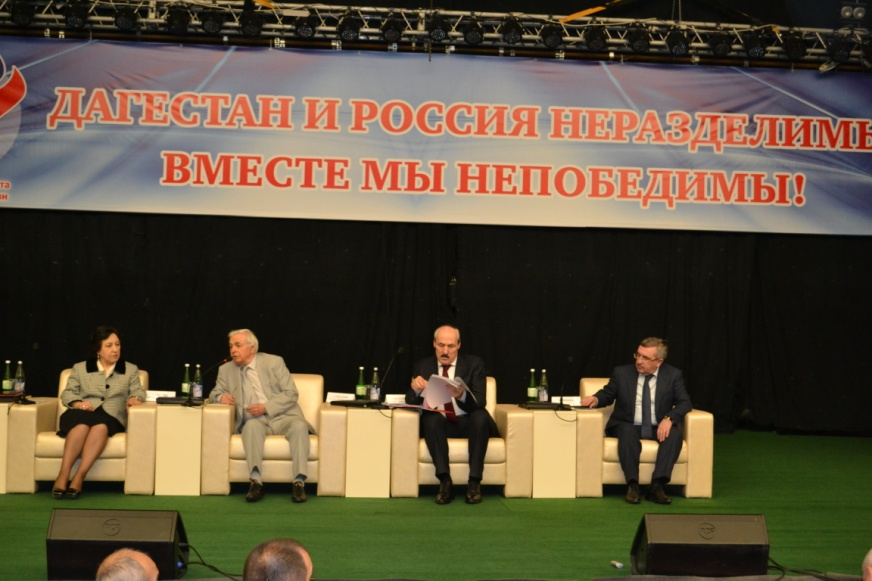 ДАГЕСТАН И РОССИЯ НЕРАЗДЕЛИМЫ
ВМЕСТЕ МЫ НЕПОБЕДИМЫ!